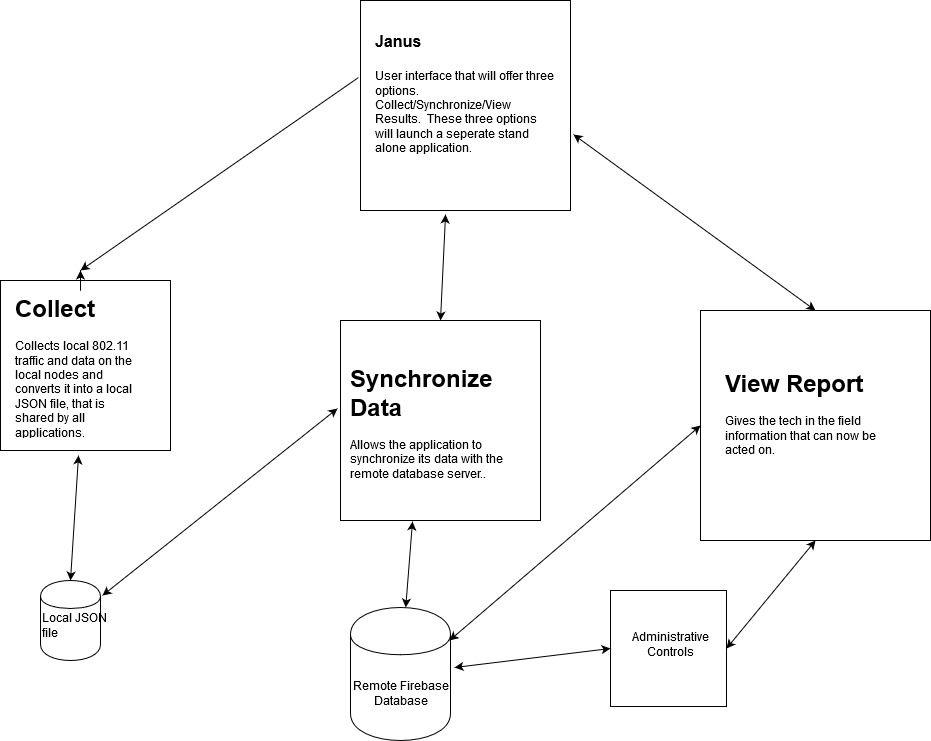 Janus
User interface that will offer three
options.
Collect/Synchronize/View
Results.  These three options
will launch a seperate stand
alone application.
Collect
Collects local 802.11
traffic and data on the
local nodes and
converts it into a local
JSON file, that is
shared by all
applications.
Synchronize
Data
Allows the application to
synchronize its data with the
remote database server..
View Report
Gives the tech in the field
information that can now be
acted on.
Local JSON
file
Remote Firebase
Database
Administrative
Controls